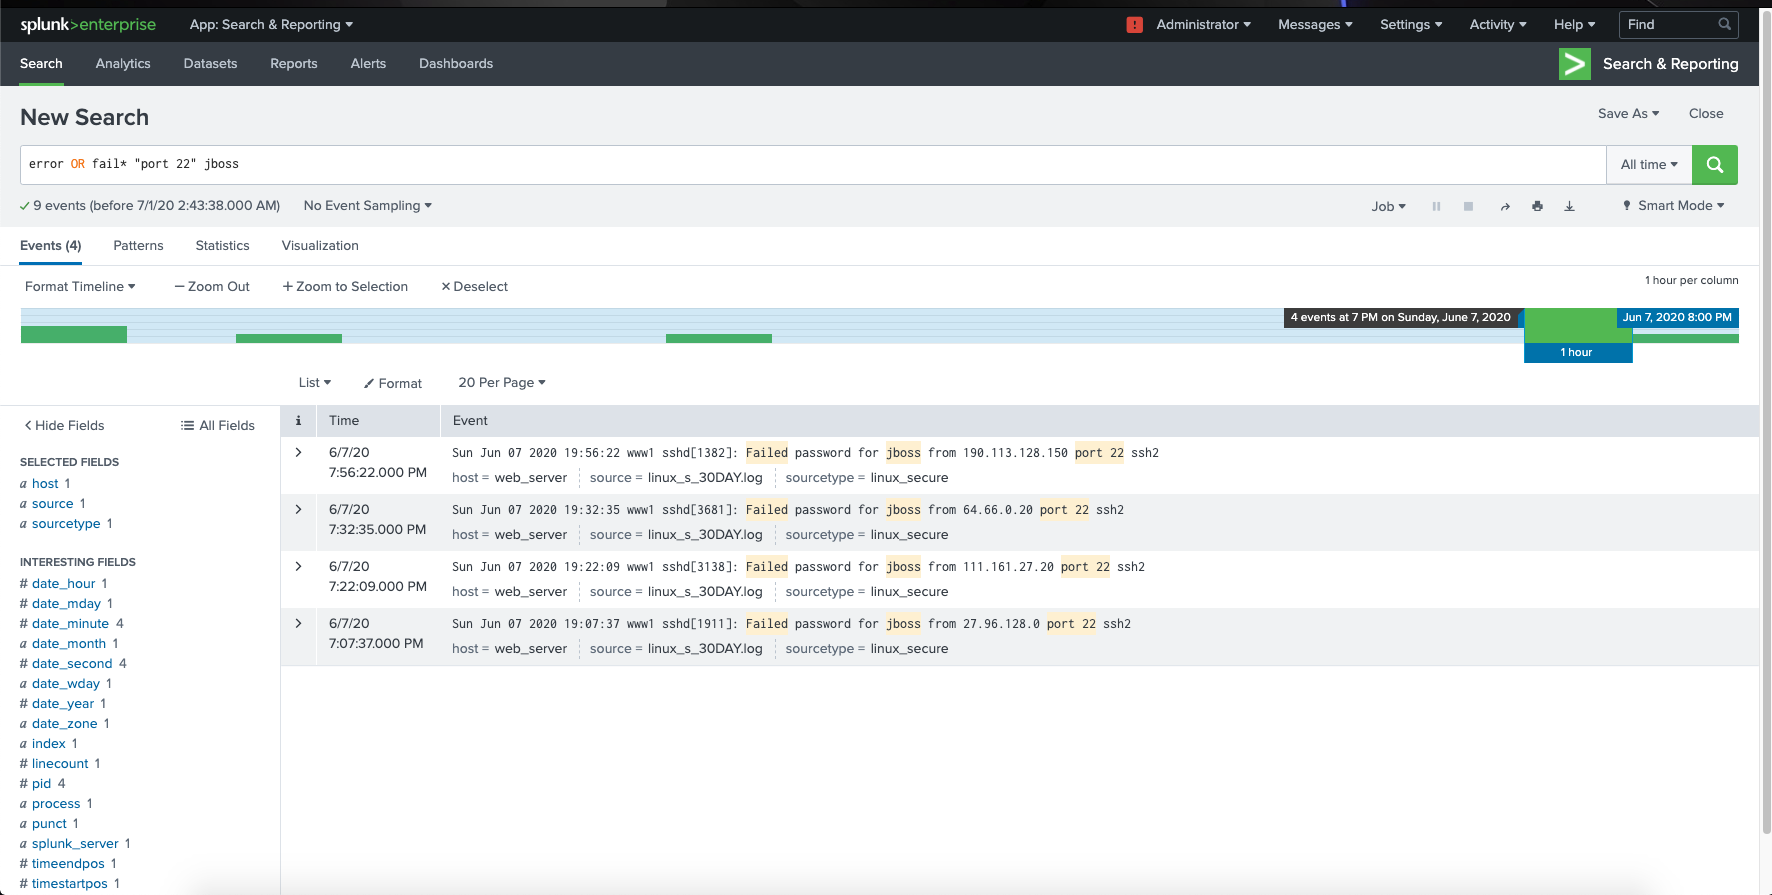 splunk>enterprise App: Search & Reporting ! Administrator Messages Settings Activity Help Find
Search Analytics Datasets Reports Alerts Dashboards Search & Reporting
New Search Save As Close
error OR fail* "port 22" jboss All time
9 events (before 7/1/20 2:43:38.000 AM) No Event Sampling Job Smart Mode
Events (4) Patterns Statistics Visualization
Format Timeline — Zoom Out + Zoom to Selection × Deselect 1 hour per column
4 events at 7 PM on Sunday, June 7, 2020 Jun 7, 2020 8:00 PM
1 hour
List Format 20 Per Page
< Hide Fields All Fields i Time Event
SELECTED FIELDS
a host 1
a source 1
a sourcetype 1
INTERESTING FIELDS
# date_hour 1
# date_mday 1
# date_minute 4
a date_month 1
# date_second 4
a date_wday 1
# date_year 1
a date_zone 1
a index 1
# linecount 1
# pid 4
a process 1
a punct 1
a splunk_server 1
# timeendpos 1
# timestartpos 1
> 6/7/20 Sun Jun 07 2020 19:56:22 www1 sshd[1382]: Failed password for jboss from 190.113.128.150 port 22 ssh2
7:56:22.000 PM host = web_server source = linux_s_30DAY.log sourcetype = linux_secure
> 6/7/20 Sun Jun 07 2020 19:32:35 www1 sshd[3681]: Failed password for jboss from 64.66.0.20 port 22 ssh2
7:32:35.000 PM host = web_server source = linux_s_30DAY.log sourcetype = linux_secure
> 6/7/20 Sun Jun 07 2020 19:22:09 www1 sshd[3138]: Failed password for jboss from 111.161.27.20 port 22 ssh2
7:22:09.000 PM host = web_server source = linux_s_30DAY.log sourcetype = linux_secure
> 6/7/20 Sun Jun 07 2020 19:07:37 www1 sshd[1911]: Failed password for jboss from 27.96.128.0 port 22 ssh2
7:07:37.000 PM host = web_server source = linux_s_30DAY.log sourcetype = linux_secure